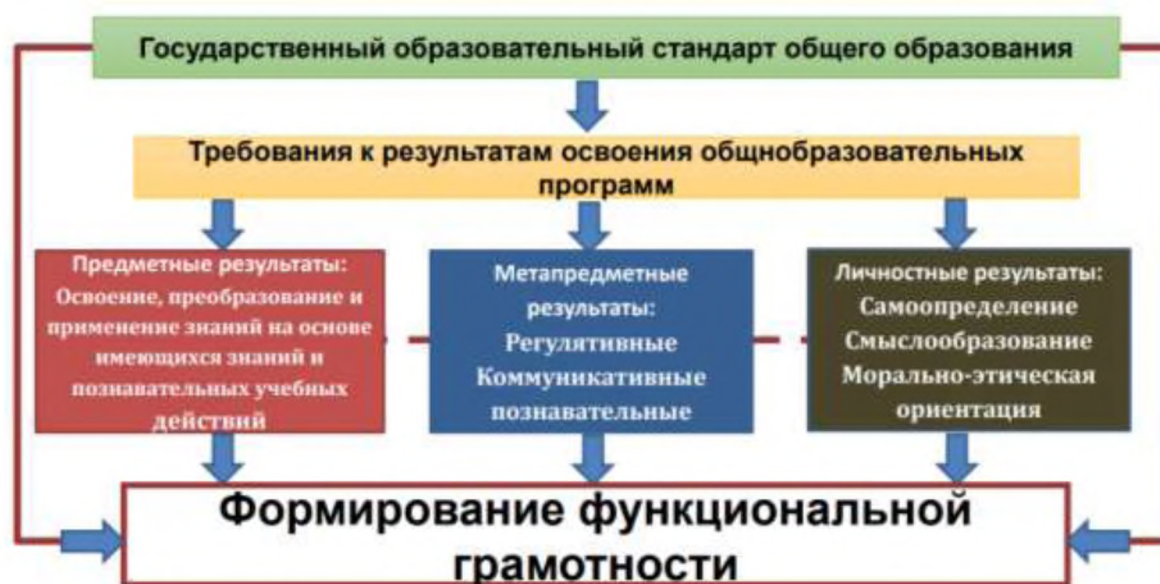 Государственный образовательный стандарт общего образования
Требования к результатам освоения общнобразовательных
программ
Предметные результаты:
Освоение, преобразование и
применение знаний на основе
имеющихся знаний и
познавательных учебных
действий
Метапредметные
результаты:
Регулятивные
Коммуникативные
познавательные
Личностные результаты:
Самоопределение
Смыслообразование
Морально-этическая
ориентация
Формирование функциональной
грамотности